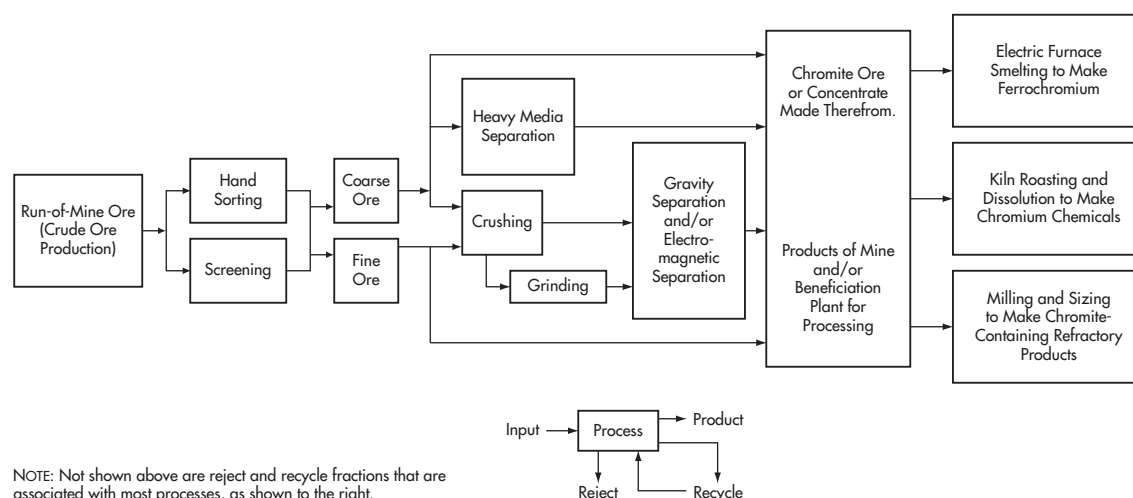 Run-of-Mine Ore
(Crude Ore
Production)
Hand
Sorting
Screening
Coarse
Ore
Fine
Ore
Heavy Media
Separation
Crushing
Grinding
Gravity
Separation
and/or
Electro-
magnetic
Separation
Chromite Ore
or Concentrate
Made Therefrom.
Products of Mine
and/or
Beneficiation
Plant for
Processing
Electric Furnace
Smelting to Make
Ferrochromium
Kiln Roasting and
Dissolution to Make
Chromium Chemicals
Milling and Sizing
to Make Chromite-
Containing Refractory
Products
Input
Process
Product
Reject
Recycle
NOTE: Not shown above are reject and recycle fractions that are
associated with most processes, as shown to the right.